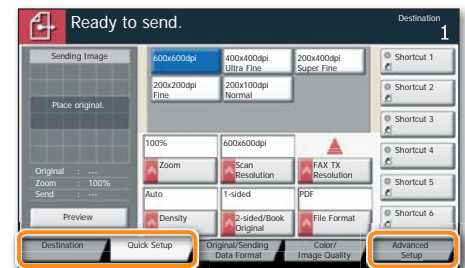 Ready to send.
Destination
1
Sending Image
Place original.
Original : ---
Zoom : 100%
Send : ---
Preview
600x600dpi
400x400dpi
Ultra Fine
200x400dpi
Super Fine
200x200dpi
Fine
200x100dpi
Normal
100%
Zoom
600x600dpi
Scan
Resolution
FAX TX
Resolution
Auto
Density
1-sided
2-sided/Book
Original
PDF
File Format
Shortcut 1
Shortcut 2
Shortcut 3
Shortcut 4
Shortcut 5
Shortcut 6
Destination
Quick Setup
Original/Sending
Data Format
Color/
Image Quality
Advanced
Setup